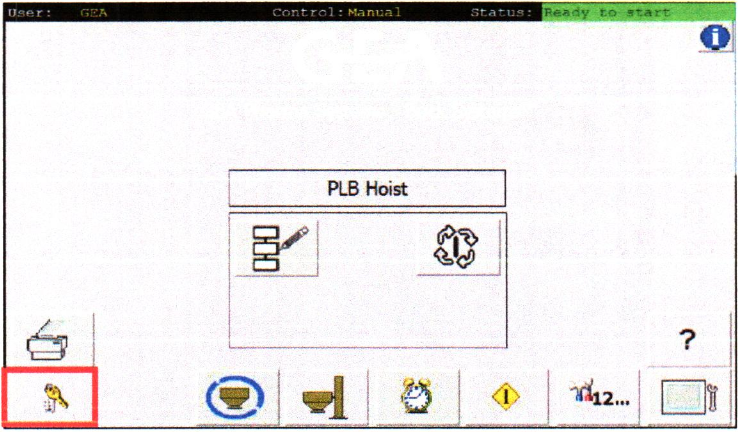 User: GEA Control: Manual Status: Ready to start
i
PLB Hoist
?
12...